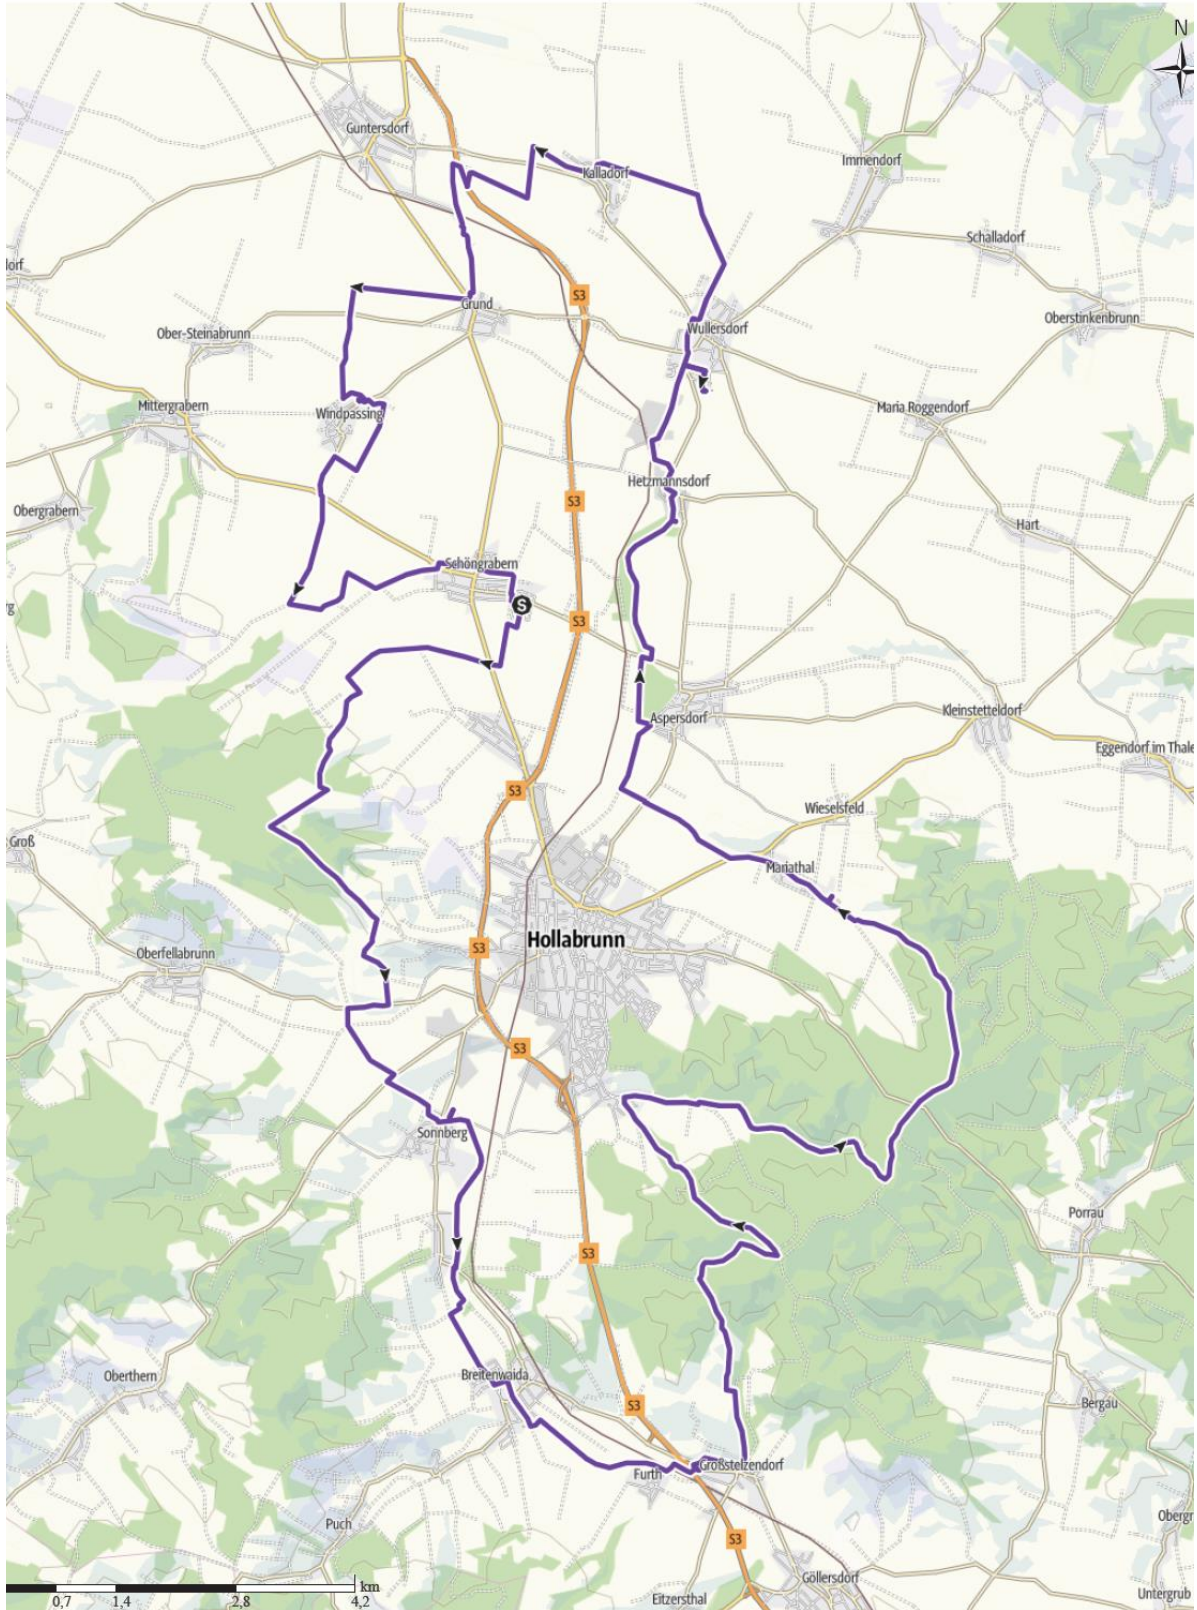 N
Guntersdorf
Kalladorf
Immendorf
Schalladorf
dorf
S3
Grund
Oberstinkenbrunn
Ober-Steinabrunn
Wullersdorf
Mittergrabern
Windpassing
Maria Roggendorf
Hetzmannsdorf
S3
Obergrabern
Hart
Schöngrabern
S
S3
Aspersdorf
Kleinstetteldorf
Eggendorf im Thale
S3
Wieselsfeld
Groß
Mariathal
Hollabrunn
S3
Oberfellabrunn
S3
Sonnberg
Porrau
S3
Oberthern
Breitenwaida
S3
Bergau
Großstelzendorf
Furth
Puch
Obergr
S3
km
Göllersdorf
0,7 1,4 2,8 4,2
Eitzersthal
Untergrub